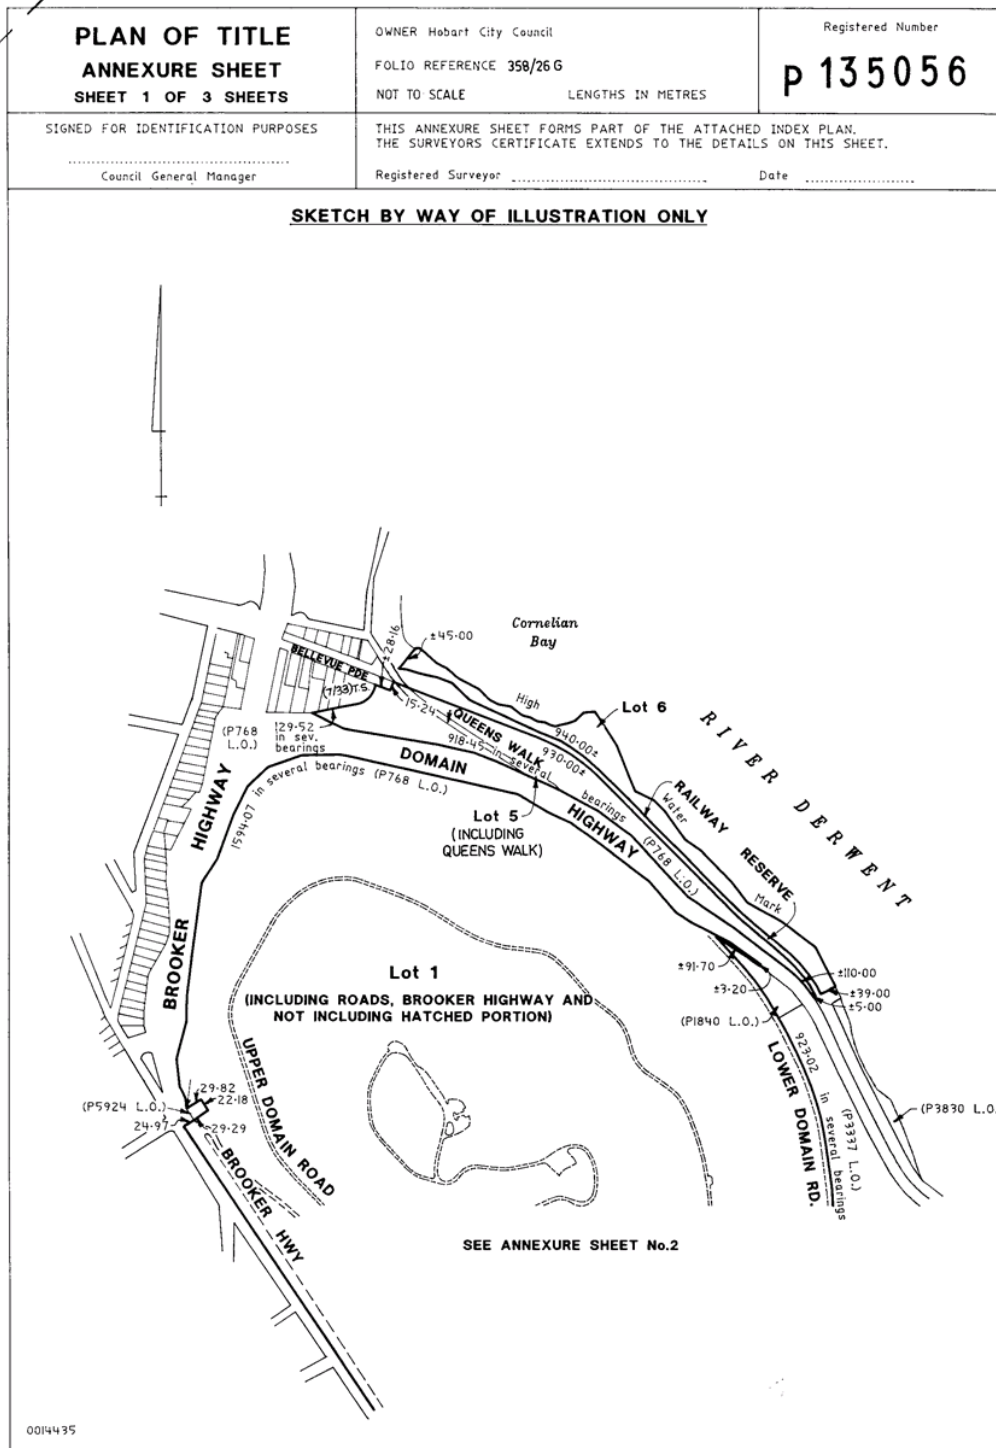 PLAN OF TITLE
ANNEXURE SHEET
SHEET 1 OF 3 SHEETS
OWNER Hobart City Council
FOLIO REFERENCE 358/26 G
NOT TO SCALE LENGTHS IN METRES
Registered Number
P 135056
SIGNED FOR IDENTIFICATION PURPOSES
Council General Manager
THIS ANNEXURE SHEET FORMS PART OF THE ATTACHED INDEX PLAN.
THE SURVEYORS CERTIFICATE EXTENDS TO THE DETAILS ON THIS SHEET.
Registered Surveyor
Date
SKETCH BY WAY OF ILLUSTRATION ONLY
Cornelian
Bay
±28·16
±45·00
BELLEVUE PDE
(7/33)T.S.
High
Lot 6
RIVER DERWENT
15·24
QUEENS WALK
940·00±
930·00±
918·45 in several
bearings
(P768 L.O.)
(P768
L.O.)
129·52
in sev.
bearings
DOMAIN
HIGHWAY
1594·07 in several bearings (P768 L.O.)
BROOKER
HIGHWAY
Lot 5
(INCLUDING
QUEENS WALK)
RAILWAY
RESERVE
Water
Mark
Lot 1
(INCLUDING ROADS, BROOKER HIGHWAY AND
NOT INCLUDING HATCHED PORTION)
±91·70
±3·20
±110·00
±39·00
±5·00
(P1840 L.O.)
LOWER DOMAIN RD.
923·02 in several bearings
(P3337 L.O.)
(P3830 L.O.
UPPER DOMAIN ROAD
29·82
22·18
(P5924 L.O.)
24·97
29·29
BROOKER HWY
SEE ANNEXURE SHEET No.2
0014435